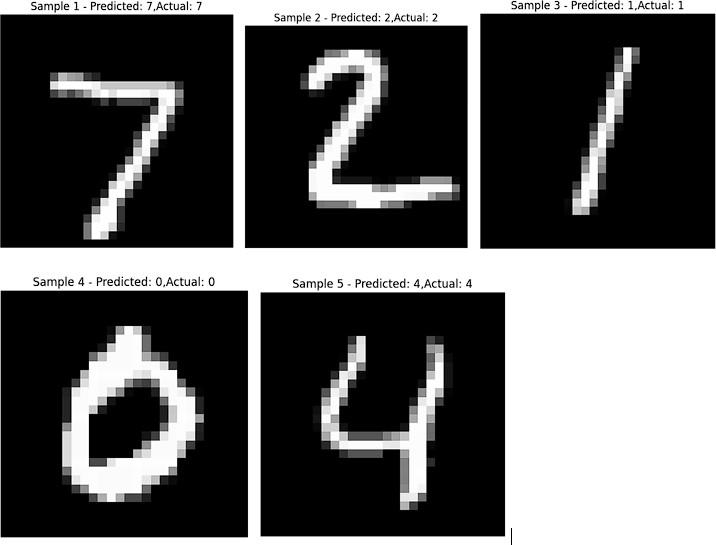 Sample 1 - Predicted: 7,Actual: 7
7
Sample 2 - Predicted: 2,Actual: 2
2
Sample 3 - Predicted: 1,Actual: 1
1
Sample 4 - Predicted: 0,Actual: 0
0
Sample 5 - Predicted: 4,Actual: 4
4